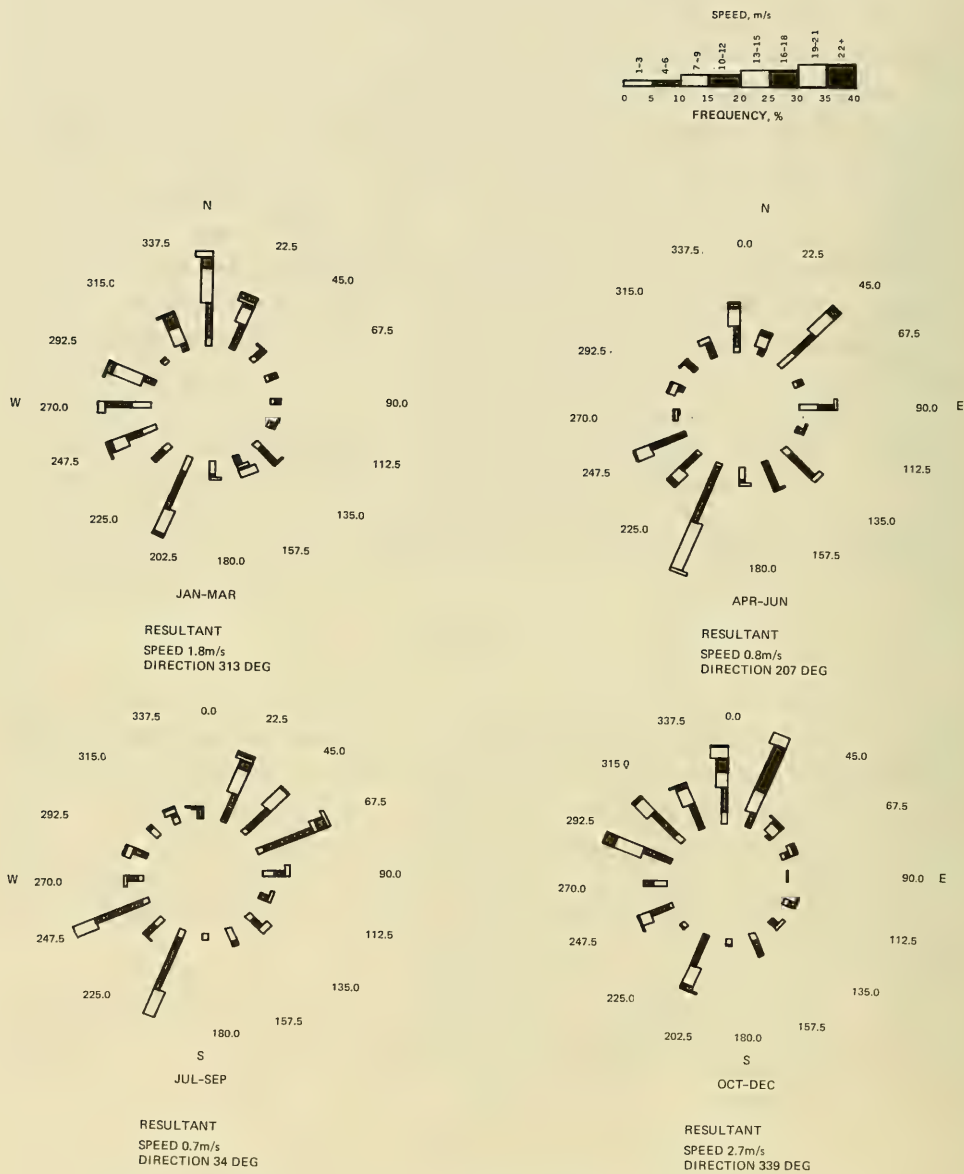 SPEED, m/s
1-3 4-6 7-9 10-12 13-15 16-18 19-21 22+
0 5 10 15 20 25 30 35 40
FREQUENCY, %
N
337.5 22.5
315.0 45.0
292.5 67.5
W 270.0 90.0
247.5 112.5
225.0 135.0
202.5 180.0 157.5
JAN-MAR
RESULTANT
SPEED 1.8m/s
DIRECTION 313 DEG
N
337.5 0.0 22.5
315.0 45.0
292.5 67.5
270.0 90.0 E
247.5 112.5
225.0 135.0
180.0 157.5
APR-JUN
RESULTANT
SPEED 0.8m/s
DIRECTION 207 DEG
337.5 0.0 22.5
315.0 45.0
292.5 67.5
W 270.0 90.0
247.5 112.5
225.0 135.0
180.0 157.5
S
JUL-SEP
RESULTANT
SPEED 0.7m/s
DIRECTION 34 DEG
337.5 0.0
315.0 45.0
292.5 67.5
270.0 90.0 E
247.5 112.5
225.0 135.0
202.5 180.0 157.5
S
OCT-DEC
RESULTANT
SPEED 2.7m/s
DIRECTION 339 DEG